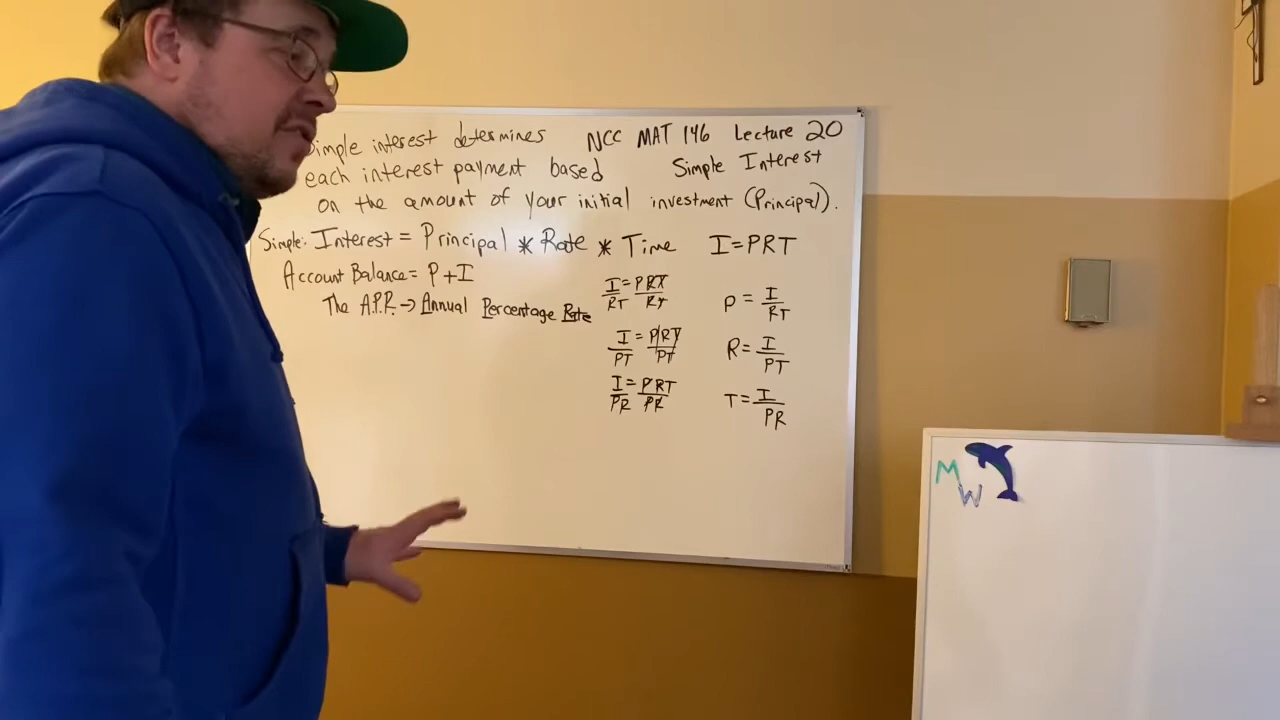 Simple interest determines NCC MAT 146 Lecture 20
each interest payment based Simple Interest
on the amount of your initial investment (Principal).
Simple: Interest = Principal * Rate * Time I = PRT
Account Balance = P + I
The A.P.R. → Annual Percentage Rate
I/RT = PRT/RT P = I/RT
I/PT = PRT/PT R = I/PT
I/PR = PRT/PR T = I/PR
M
W